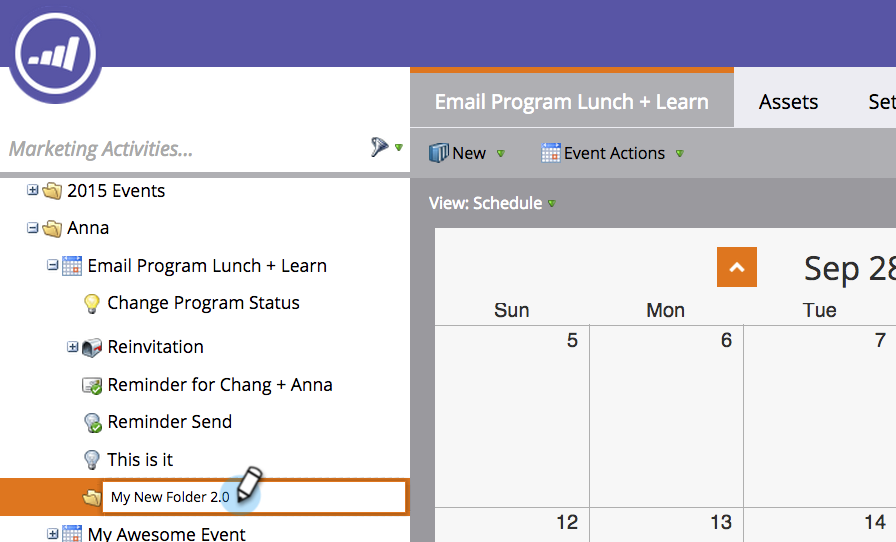 Email Program Lunch + Learn
Assets
Marketing Activities...
New
Event Actions
View: Schedule
2015 Events
Anna
Email Program Lunch + Learn
Change Program Status
Reinvitation
Reminder for Chang + Anna
Reminder Send
This is it
My New Folder 2.0
My Awesome Event
Sep 28
Sun Mon Tue
5 6 7
12 13 14